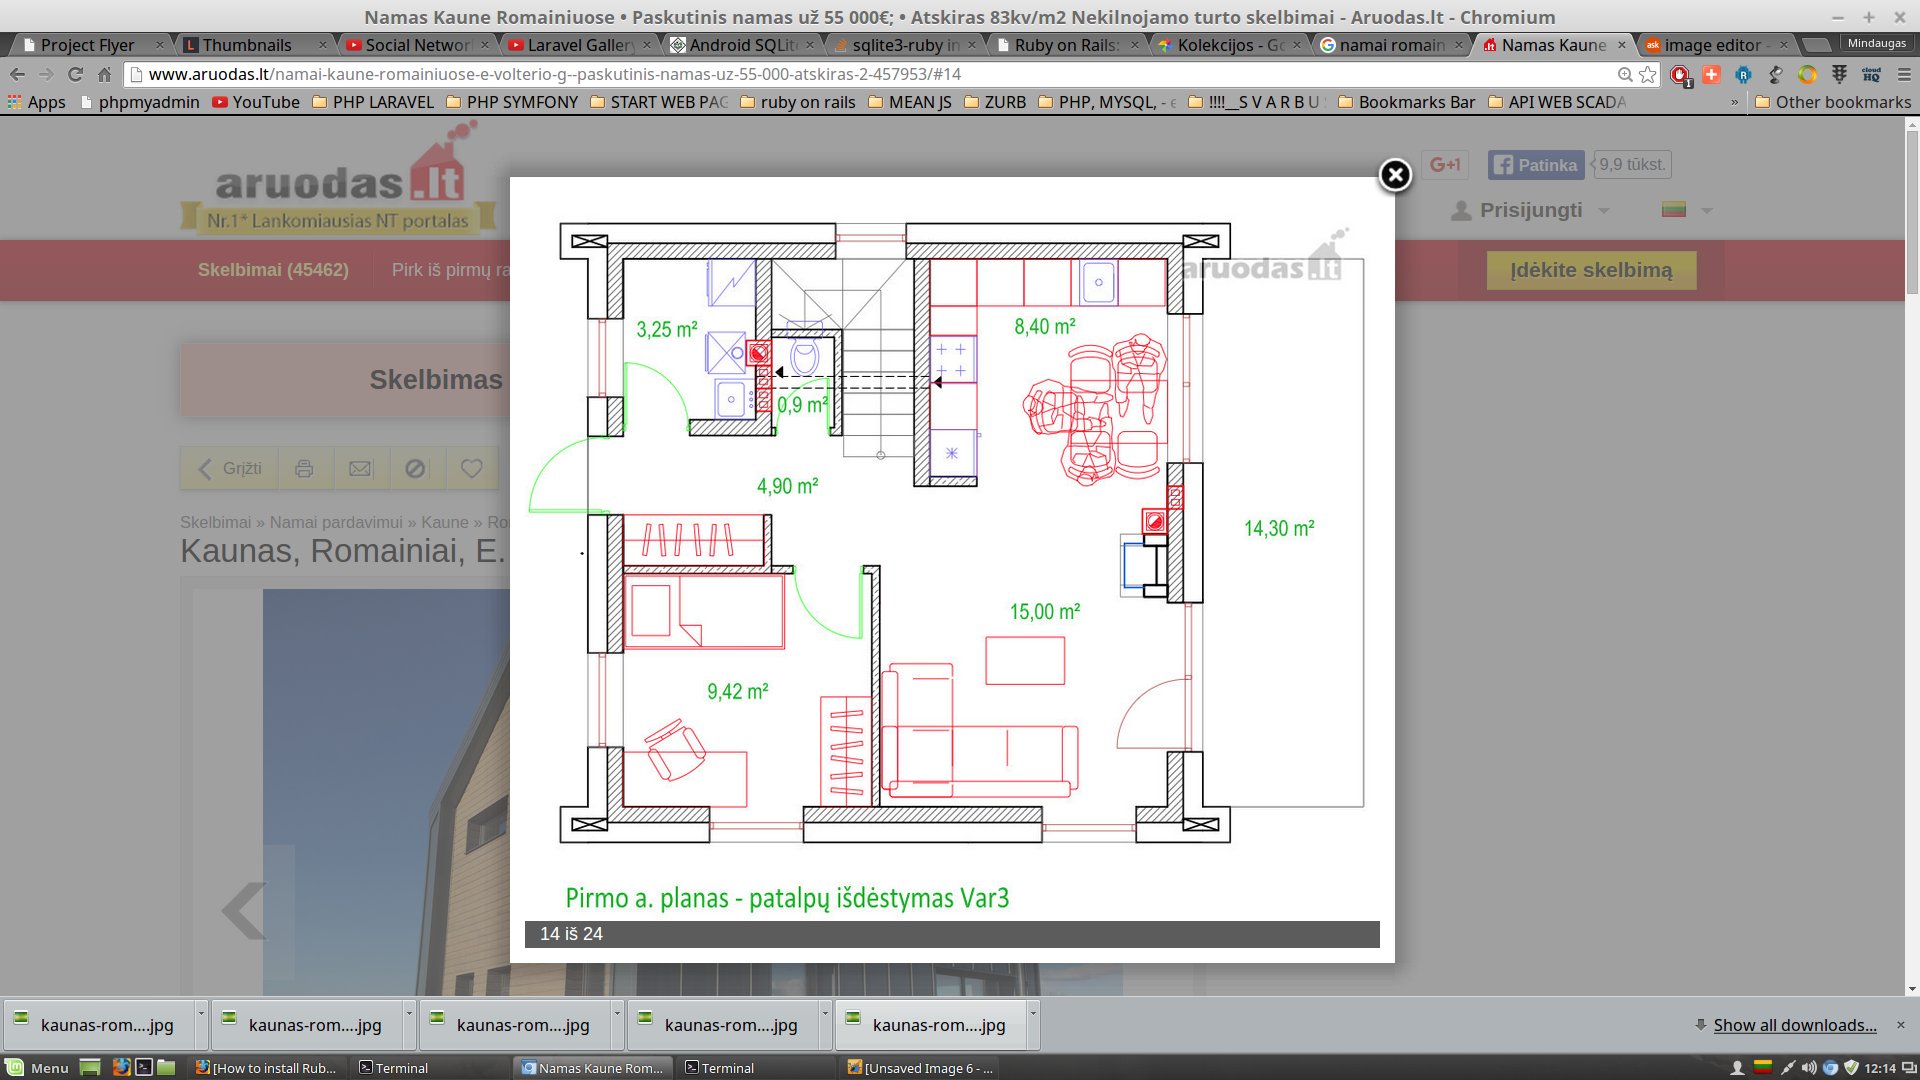 Namas Kaune Romainiuose • Paskutinis namas už 55 000€; • Atskiras 83kv/m2 Nekilnojamo turto skelbimai - Aruodas.lt - Chromium
Project Flyer
Thumbnails
Social Networ
Laravel Gallery
Android SQLit
sqlite3-ruby in
Ruby on Rails:
Kolekcijos - Go
namai romain
Namas Kaune
image editor -
Mindaugas
www.aruodas.lt/namai-kaune-romainiuose-e-volterio-g--paskutinis-namas-uz-55-000-atskiras-2-457953/#14
Apps
phpmyadmin
YouTube
PHP LARAVEL
PHP SYMFONY
START WEB PAG
ruby on rails
MEAN JS
ZURB
PHP, MYSQL, - e
!!!!__S V A R B U
Bookmarks Bar
API WEB SCADA
» Other bookmarks
aruodas.lt
Nr.1* Lankomiausias NT portalas
G+1
Patinka
9,9 tūkst.
Prisijungti
Skelbimai (45462)
Pirk iš pirmų ra
Įdėkite skelbimą
Skelbimas
Grįžti
Skelbimai » Namai pardavimui » Kaune » Ro
Kaunas, Romainiai, E.
aruodas.lt
3,25 m²
8,40 m²
0,9 m²
4,90 m²
14,30 m²
15,00 m²
9,42 m²
Pirmo a. planas - patalpų išdėstymas Var3
14 iš 24
kaunas-rom....jpg
kaunas-rom....jpg
kaunas-rom....jpg
kaunas-rom....jpg
kaunas-rom....jpg
Show all downloads...
Menu
[How to install Rub...
Terminal
Namas Kaune Rom...
Terminal
[Unsaved Image 6 - ...
12:14